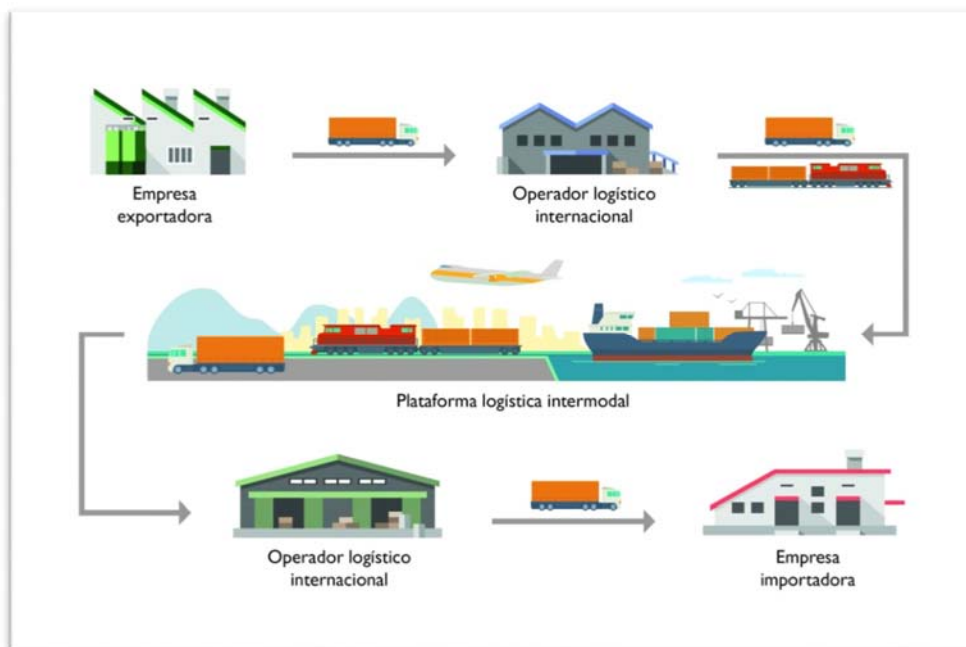 Empresa
exportadora
Operador logístico
internacional
Plataforma logística intermodal
Operador logístico
internacional
Empresa
importadora